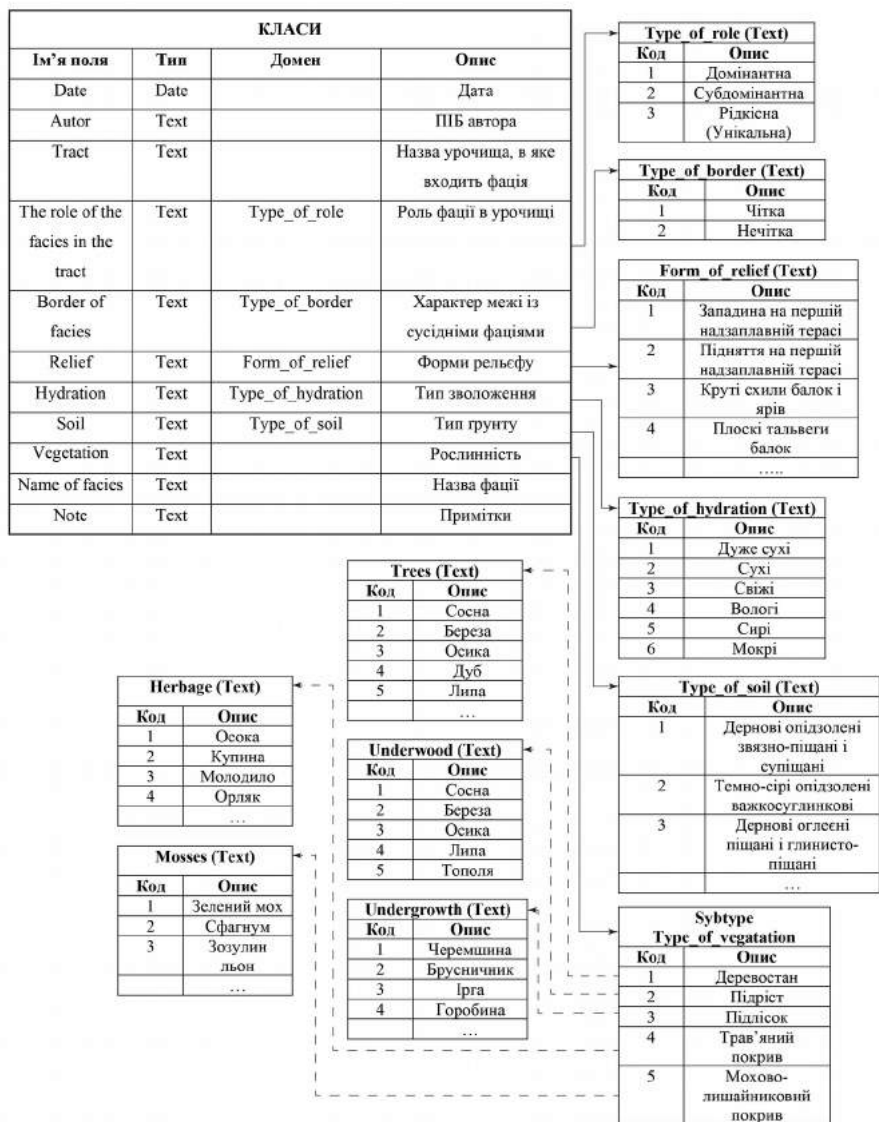 КЛАСИ
Ім’я поля Тип Домен Опис
Date Date Дата
Autor Text ПІБ автора
Tract Text Назва урочища, в яке
входить фація
The role of the Text Type_of_role Роль фації в урочищі
facies in the
tract
Border of Text Type_of_border Характер межі із
facies сусідніми фаціями
Relief Text Form_of_relief Форми рельєфу
Hydration Text Type_of_hydration Тип зволоження
Soil Text Type_of_soil Тип ґрунту
Vegetation Text Рослинність
Name of facies Text Назва фації
Note Text Примітки
Type_of_role (Text)
Код Опис
1 Домінантна
2 Субдомінантна
3 Рідкісна
(Унікальна)
Type_of_border (Text)
Код Опис
1 Чітка
2 Нечітка
Form_of_relief (Text)
Код Опис
1 Западина на першій
надзаплавній терасі
2 Підняття на першій
надзаплавній терасі
3 Круті схили балок і
ярів
4 Плоскі тальвеги
балок
…..
Type_of_hydration (Text)
Код Опис
1 Дуже сухі
2 Сухі
3 Свіжі
4 Вологі
5 Сирі
6 Мокрі
Type_of_soil (Text)
Код Опис
1 Дернові опідзолені
звязно-піщані і
супіщані
2 Темно-сірі опідзолені
важкосуглинкові
3 Дернові оглеєні
піщані і глинисто-
піщані
…
Trees (Text)
Код Опис
1 Сосна
2 Береза
3 Осика
4 Дуб
5 Липа
…
Herbage (Text)
Код Опис
1 Осока
2 Купина
3 Молодило
4 Орляк
…
Underwood (Text)
Код Опис
1 Сосна
2 Береза
3 Осика
4 Липа
5 Тополя
Mosses (Text)
Код Опис
1 Зелений мох
2 Сфагнум
3 Зозулин
льон
…
Undergrowth (Text)
Код Опис
1 Черемшина
2 Брусничник
3 Ірга
4 Горобина
…
Sybtype
Type_of_vegatation
Код Опис
1 Деревостан
2 Підріст
3 Підлісок
4 Трав’яний
покрив
5 Мохово-
лишайниковий
покрив